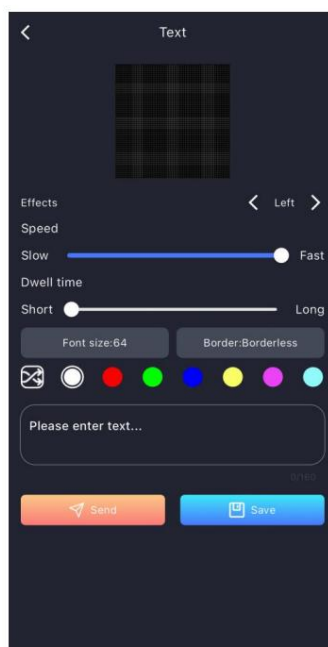 Text
Effects
Left
Speed
Slow
Fast
Dwell time
Short
Long
Font size:64
Border:Borderless
Please enter text...
0/160
Send
Save